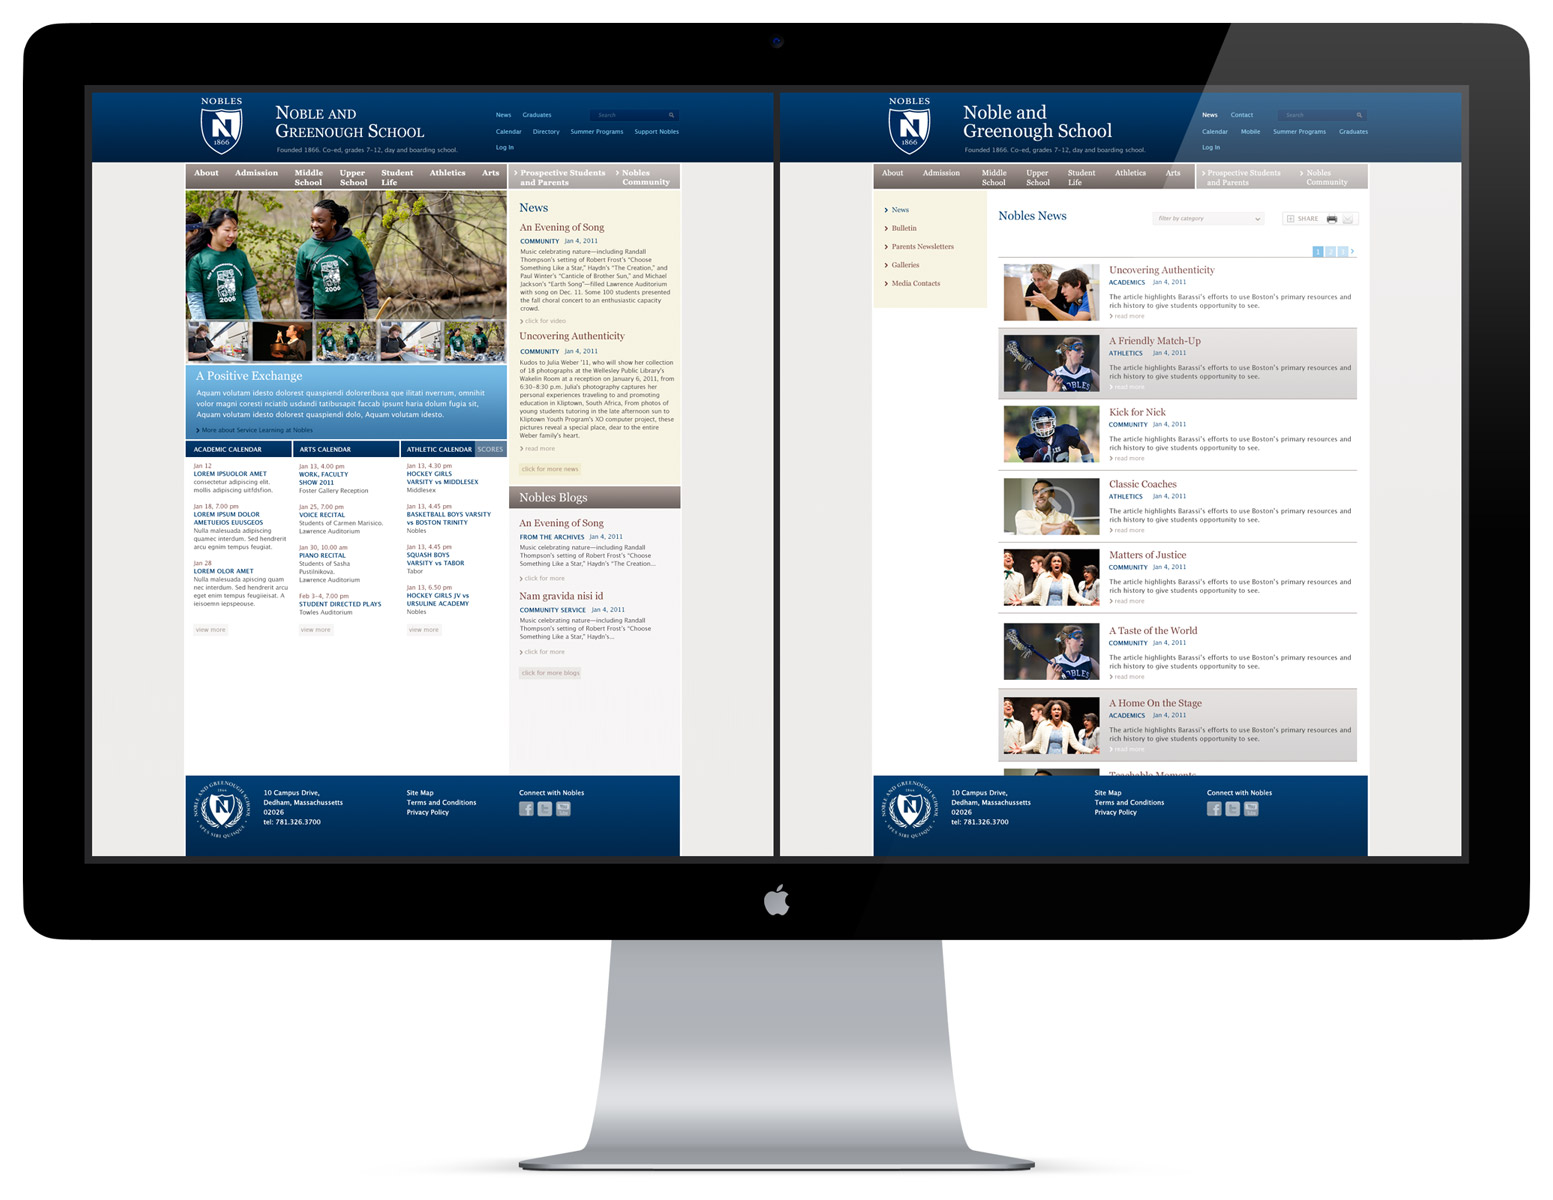 NOBLES
N
1866
NOBLE AND
GREENOUGH SCHOOL
Founded 1866. Co-ed, grades 7–12, day and boarding school.
News Graduates
Search
Calendar Directory Summer Programs Support Nobles
Log In
About Admission Middle School Upper School Student Life Athletics Arts
Prospective Students and Parents
Nobles Community
2006
2006
A Positive Exchange
Aquam volutam idesto dolorest quaspiendi doloreribusa que ilitati nverrum, omnihit
volor magni coresti nciatib usdandi tatibusapit faccab ipsunt haria dolum fugia sit,
Aquam volutam idesto dolorest quaspiendi dolo, Aquam volutam idesto.
More about Service Learning at Nobles
ACADEMIC CALENDAR
Jan 12
LOREM IPSUOLOR AMET
consectetur adipiscing elit,
mollis adipiscing uitfdsfion.
Jan 18, 7.00 pm
LOREM IPSUM DOLOR
AMETUEIOS EUUSGEOS
Nulla malesuada adipiscing
quamec interdum. Sed hendrerit
arcu egnim tempus feugiat.
Jan 28
LOREM OLOR AMET
Nulla malesuada apiscing quam
nec interdum. Sed hendrerit arcu
eget enim tempus feugiieisat. A
ieisoemn iepspeouse.
view more
ARTS CALENDAR
Jan 13, 4.00 pm
WORK, FACULTY
SHOW 2011
Foster Gallery Reception
Jan 25, 7.00 pm
VOICE RECITAL
Students of Carmen Marisico,
Lawrence Auditorium
Jan 30, 10.00 am
PIANO RECITAL
Students of Sasha
Pustjlnikova,
Lawrence Auditorium
Feb 3–4, 7.00 pm
STUDENT DIRECTED PLAYS
Towles Auditorium
view more
ATHLETIC CALENDAR SCORES
Jan 13, 4.30 pm
HOCKEY GIRLS
VARSITY vs MIDDLESEX
Middlesex
Jan 13, 4.45 pm
BASKETBALL BOYS VARSITY
vs BOSTON TRINITY
Nobles
Jan 13, 4.45 pm
SQUASH BOYS
VARSITY vs TABOR
Tabor
Jan 13, 6.50 pm
HOCKEY GIRLS JV vs
URSULINE ACADEMY
Nobles
view more
News
An Evening of Song
COMMUNITY Jan 4, 2011
Music celebrating nature—including Randall
Thompson's setting of Robert Frost's "Choose
Something Like a Star," Haydn's "The Creation," and
Paul Winter's "Canticle of Brother Sun," and Michael
Jackson's "Earth Song"—filled Lawrence Auditorium
with song on Dec. 11. Some 100 students presented
the fall choral concert to an enthusiastic capacity
crowd.
click for video
Uncovering Authenticity
COMMUNITY Jan 4, 2011
Kudos to Julia Weber '11, who will show her collection
of 18 photographs at the Wellesley Public Library's
Wakelin Room at a reception on January 6, 2011, from
6:30–8:30 p.m. Julia's photography captures her
personal experiences traveling to and promoting
education in Kliptown, South Africa, From photos of
young students tutoring in the late afternoon sun to
Kliptown Youth Program's XO computer project, these
pictures reveal a special place, dear to the entire
Weber family's heart.
read more
click for more news
Nobles Blogs
An Evening of Song
FROM THE ARCHIVES Jan 4, 2011
Music celebrating nature—including Randall
Thompson's setting of Robert Frost's "Choose
Something Like a Star," Haydn's "The Creation...
click for more
Nam gravida nisi id
COMMUNITY SERVICE Jan 4, 2011
Music celebrating nature—including Randall
Thompson's setting of Robert Frost's "Choose
Something Like a Star," Haydn's...
click for more
click for more blogs
NOBLE AND GREENOUGH SCHOOL
SPES SIBI QUISQUE
N
10 Campus Drive,
Dedham, Massachussetts
02026
tel: 781.326.3700
Site Map
Terms and Conditions
Privacy Policy
Connect with Nobles
NOBLES
N
1866
Noble and
Greenough School
Founded 1866. Co-ed, grades 7–12, day and boarding school.
News Contact
Search
Calendar Mobile Summer Programs Graduates
Log In
About Admission Middle School Upper School Student Life Athletics Arts
Prospective Students and Parents
Nobles Community
News
Bulletin
Parents Newsletters
Galleries
Media Contacts
Nobles News
Filter by category
SHARE
1 2 3
Uncovering Authenticity
ACADEMICS Jan 4, 2011
The article highlights Barassi's efforts to use Boston's primary resources and
rich history to give students opportunity to see.
read more
A Friendly Match-Up
ATHLETICS Jan 4, 2011
The article highlights Barassi's efforts to use Boston's primary resources and
rich history to give students opportunity to see.
read more
NOBLES
Kick for Nick
COMMUNITY Jan 4, 2011
The article highlights Barassi's efforts to use Boston's primary resources and
rich history to give students opportunity to see.
read more
Classic Coaches
ATHLETICS Jan 4, 2011
The article highlights Barassi's efforts to use Boston's primary resources and
rich history to give students opportunity to see.
read more
Matters of Justice
COMMUNITY Jan 4, 2011
The article highlights Barassi's efforts to use Boston's primary resources and
rich history to give students opportunity to see.
read more
A Taste of the World
COMMUNITY Jan 4, 2011
The article highlights Barassi's efforts to use Boston's primary resources and
rich history to give students opportunity to see.
read more
NOBLES
A Home On the Stage
ACADEMICS Jan 4, 2011
The article highlights Barassi's efforts to use Boston's primary resources and
rich history to give students opportunity to see.
read more
Teachable Moments
NOBLE AND GREENOUGH SCHOOL
SPES SIBI QUISQUE
N
10 Campus Drive,
Dedham, Massachussetts
02026
tel: 781.326.3700
Site Map
Terms and Conditions
Privacy Policy
Connect with Nobles